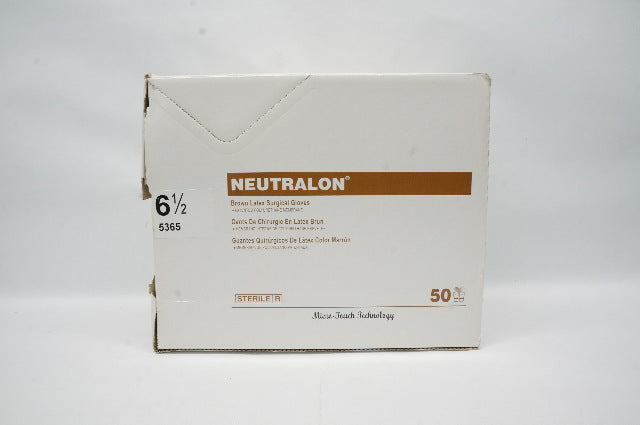 NEUTRALON®
Brown Latex Surgical Gloves
6½
5365
Gants De Chirurgie En Latex Brun
Guantes Quirúrgicos De Latex Color Marrón
STERILE R
50
Micro-Touch Technology